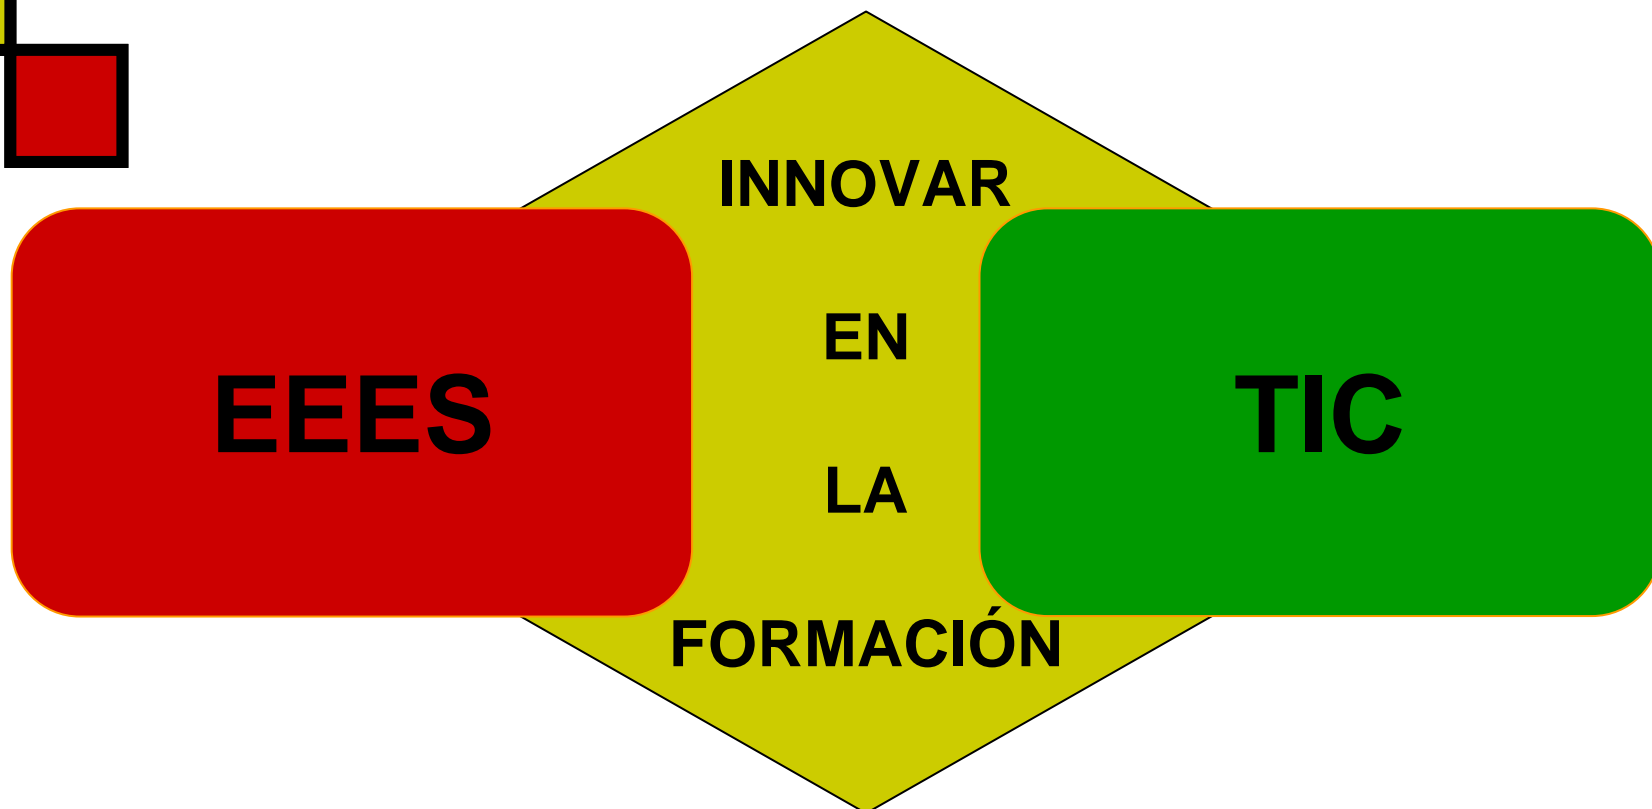 INNOVAR
EN
LA
FORMACIÓN
EEES
TIC